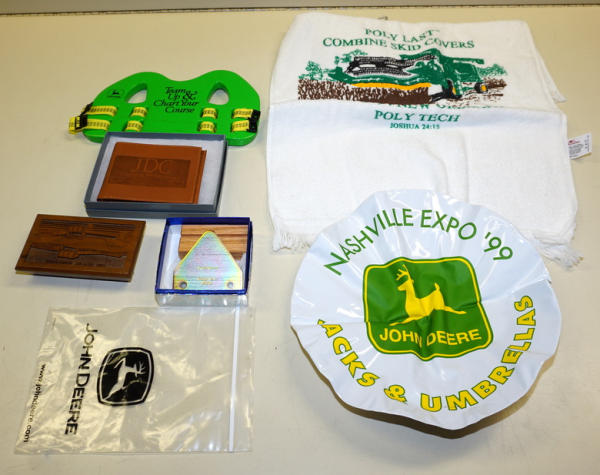 Team
Up &
Chart Your
Course
POLY LAST
COMBINE SKID COVERS
POLY TECH
JOSHUA 24:15
JDC
NASHVILLE EXPO '99
JOHN DEERE
JACKS & UMBRELLAS
JOHN DEERE
www.johndeere.com